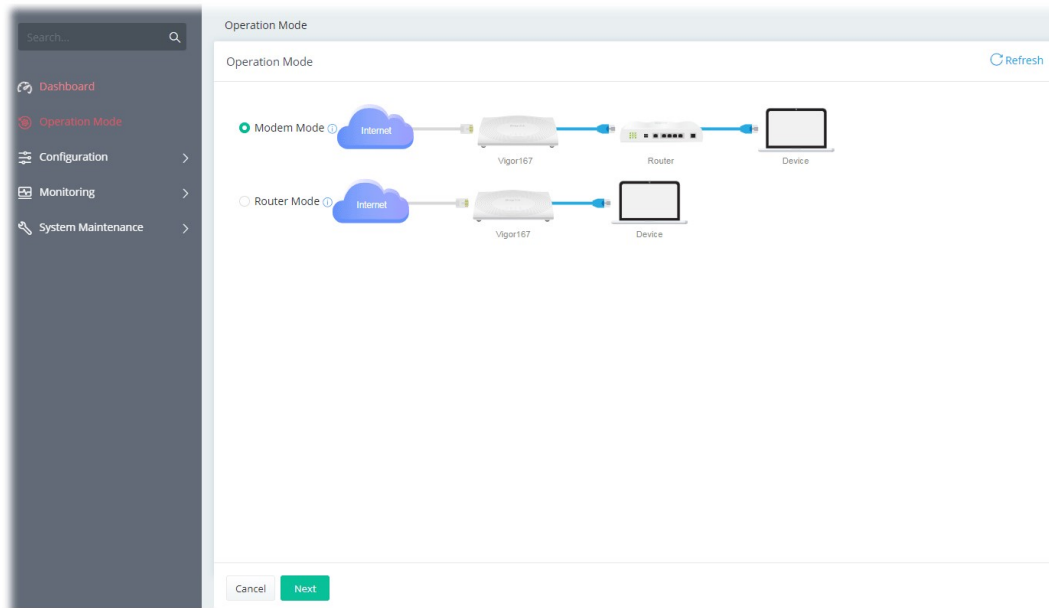 Search...
Operation Mode
Operation Mode
Refresh
Dashboard
Operation Mode
Configuration
Monitoring
System Maintenance
Modem Mode
Internet
Vigor167
Router
Device
Router Mode
Internet
Vigor167
Device
Cancel
Next